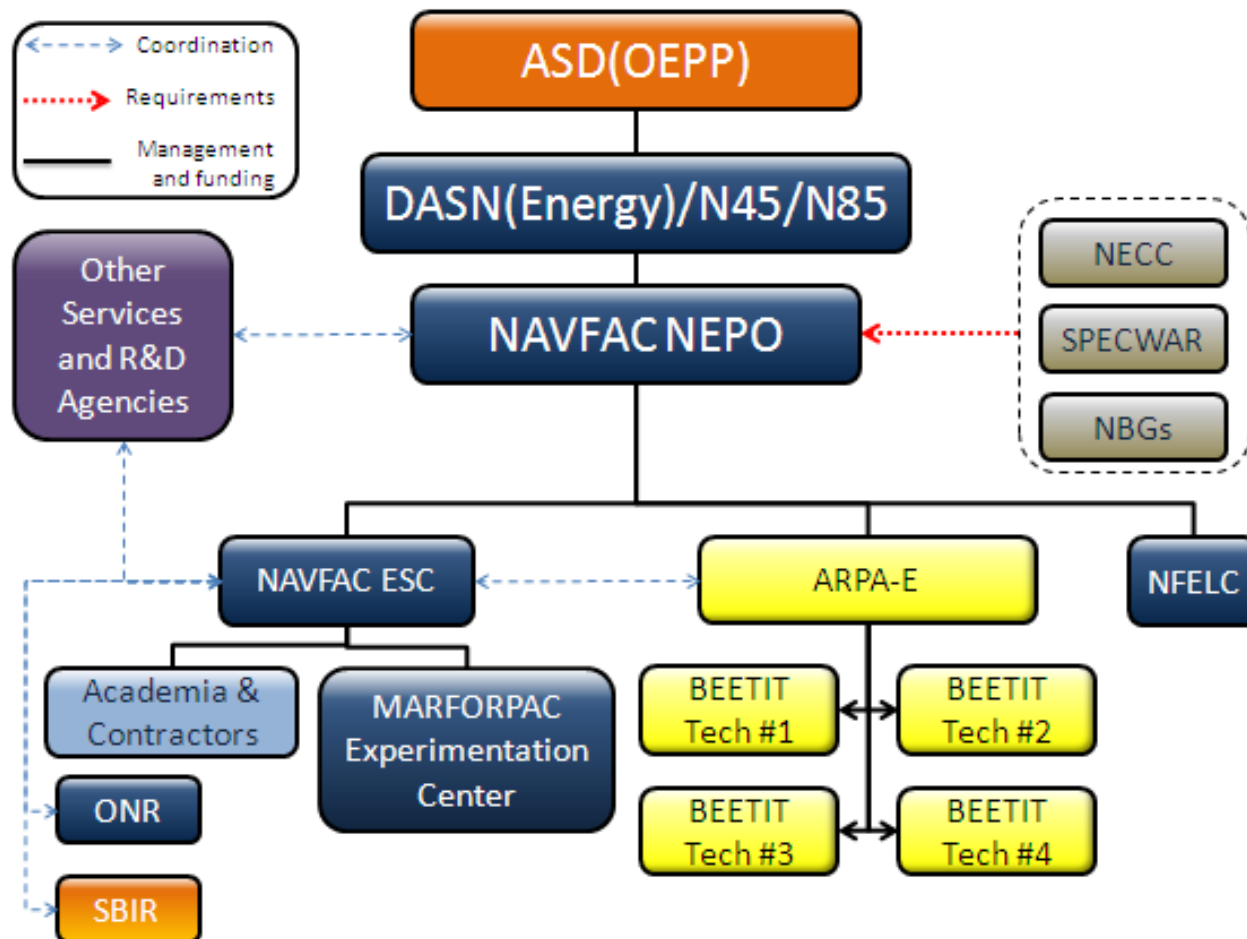 Coordination
Requirements
Management
and funding
ASD(OEPP)
DASN(Energy)/N45/N85
Other
Services
and R&D
Agencies
NAVFAC NEPO
NECC
SPECWAR
NBGs
NAVFAC ESC
ARPA-E
NFELC
Academia &
Contractors
MARFORPAC
Experimentation
Center
ONR
SBIR
BEETIT
Tech #1
BEETIT
Tech #2
BEETIT
Tech #3
BEETIT
Tech #4